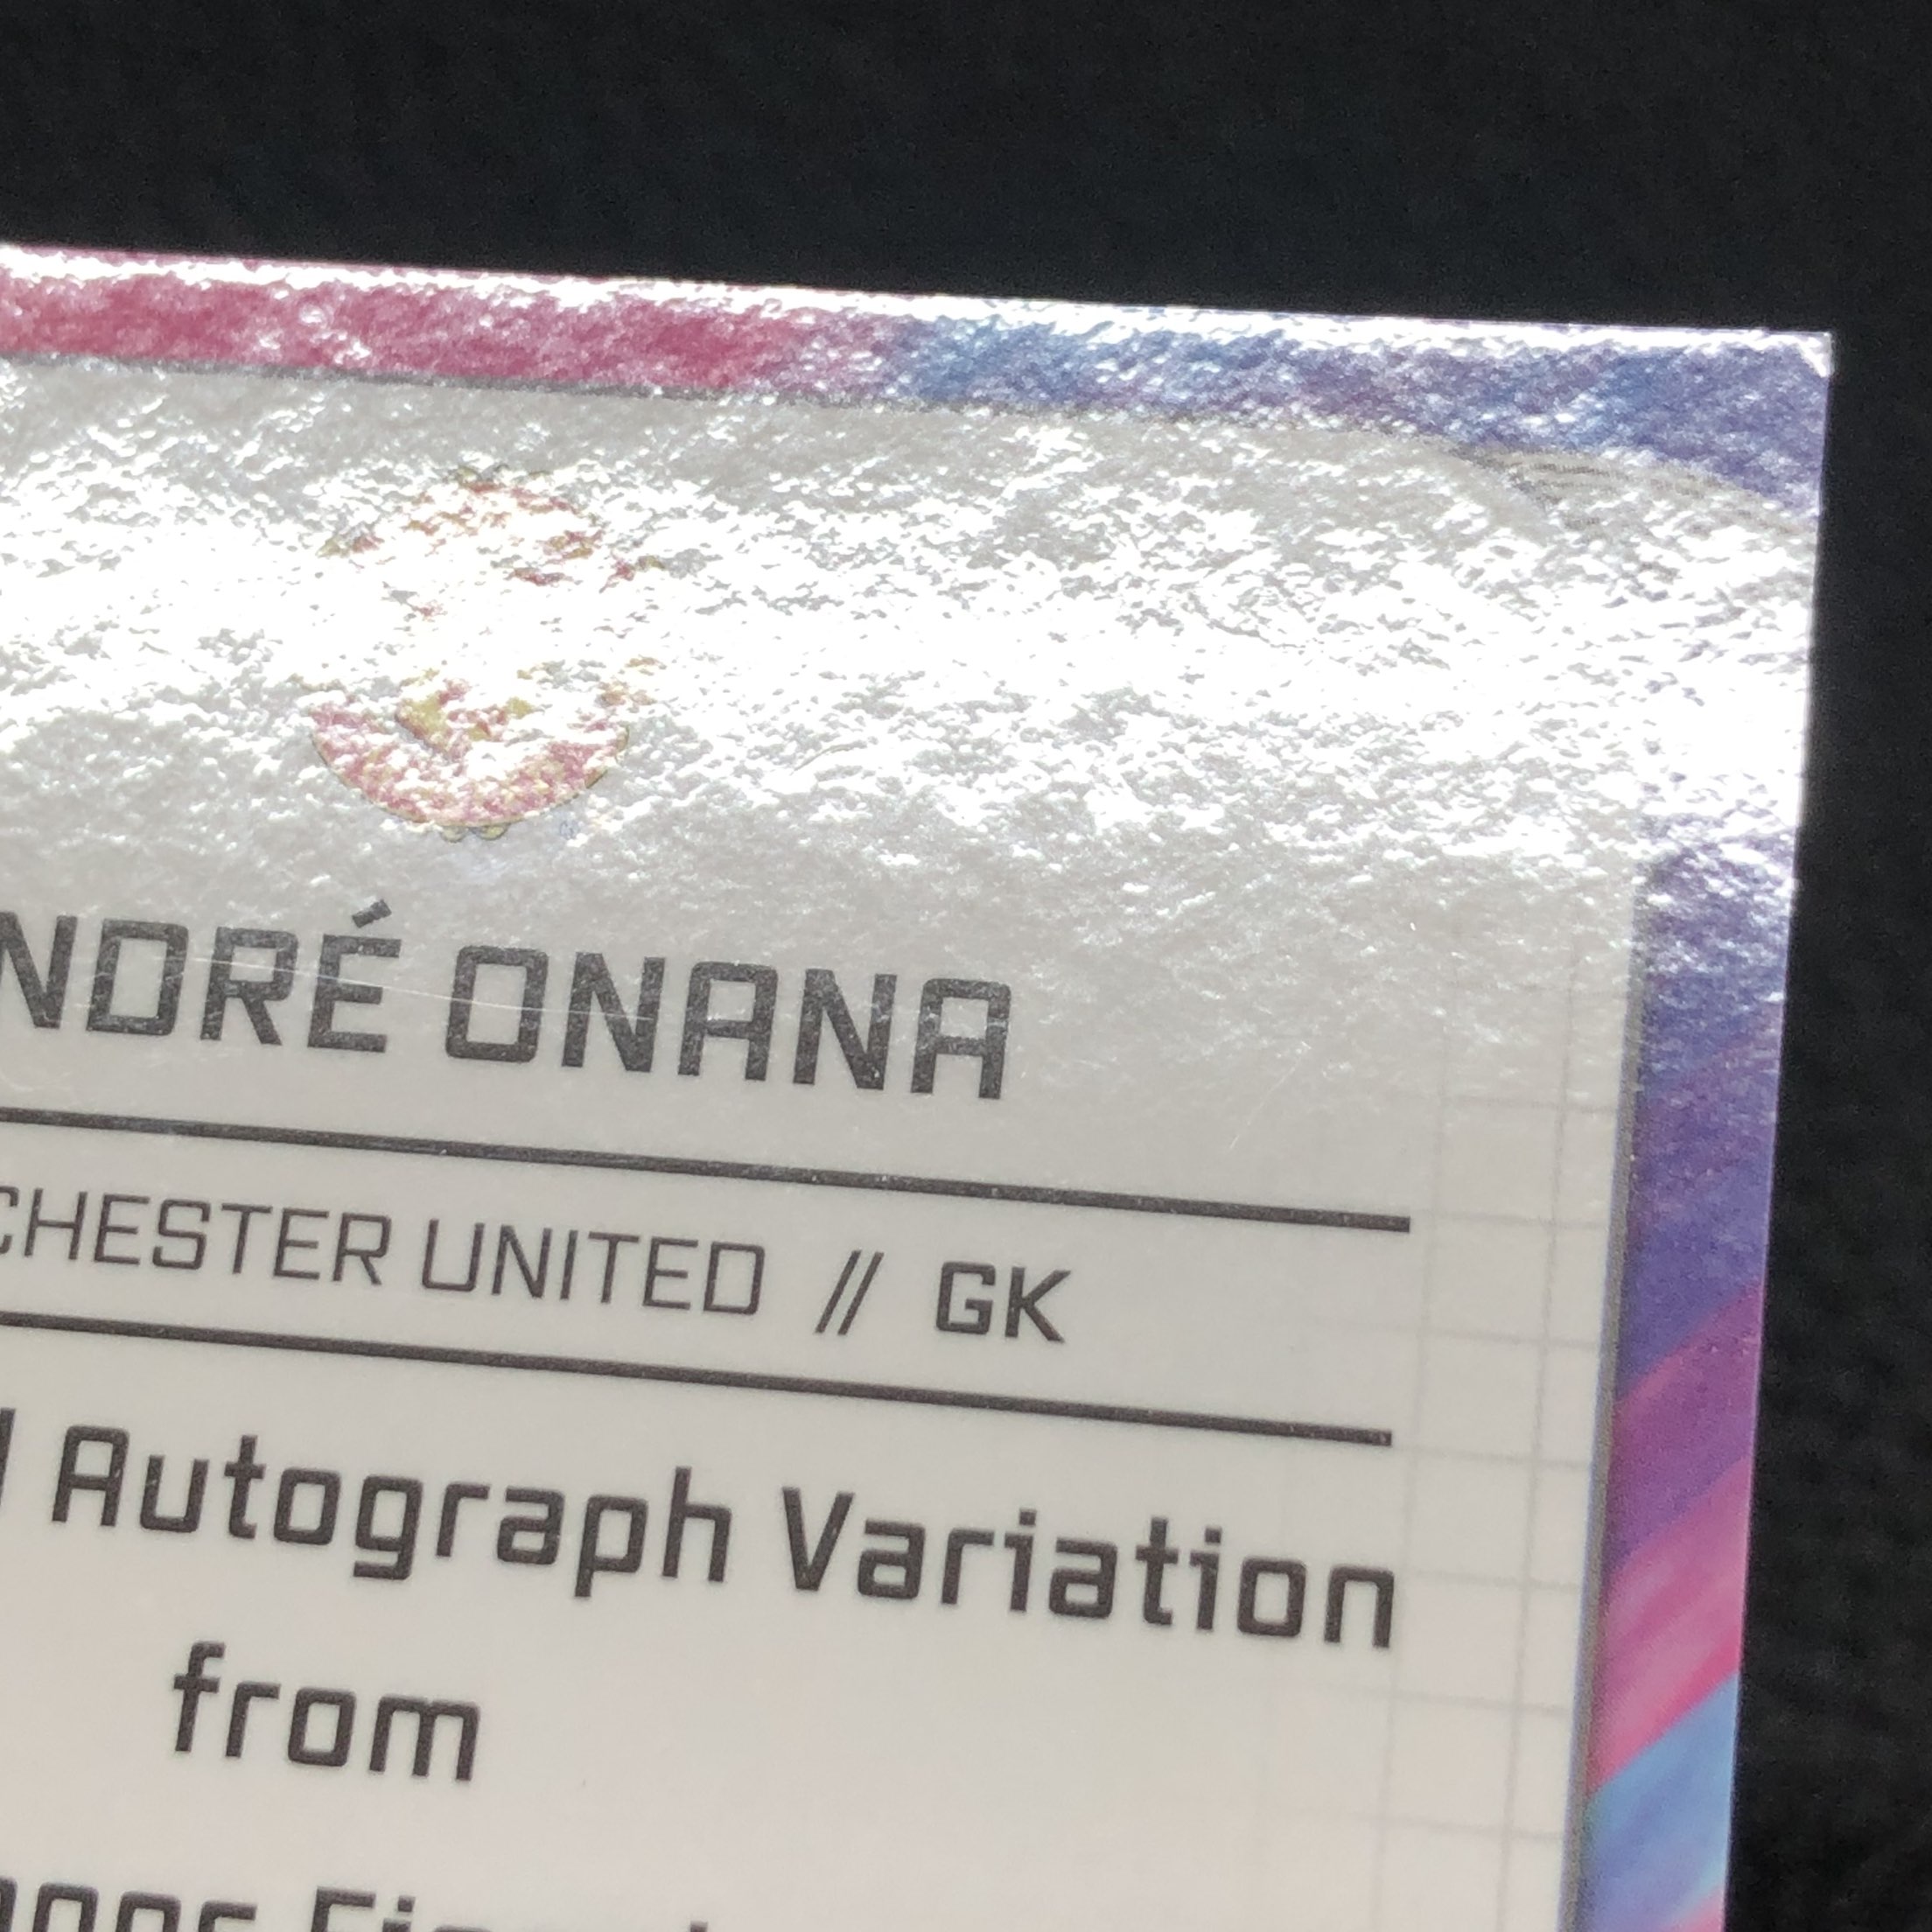 NDRÉ ONANA
CHESTER UNITED // GK
Autograph Variation
from